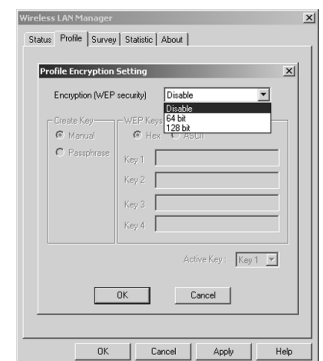 Wireless LAN Manager
Status Profile Survey Statistic About
Profile Encryption Setting
Encryption (WEP security) Disable
Disable
64 bit
128 bit
Create Key WEP Keys
Manual Hex ASCII
Passphrase Key 1
Key 2
Key 3
Key 4
Active Key : Key 1
OK Cancel
OK Cancel Apply Help